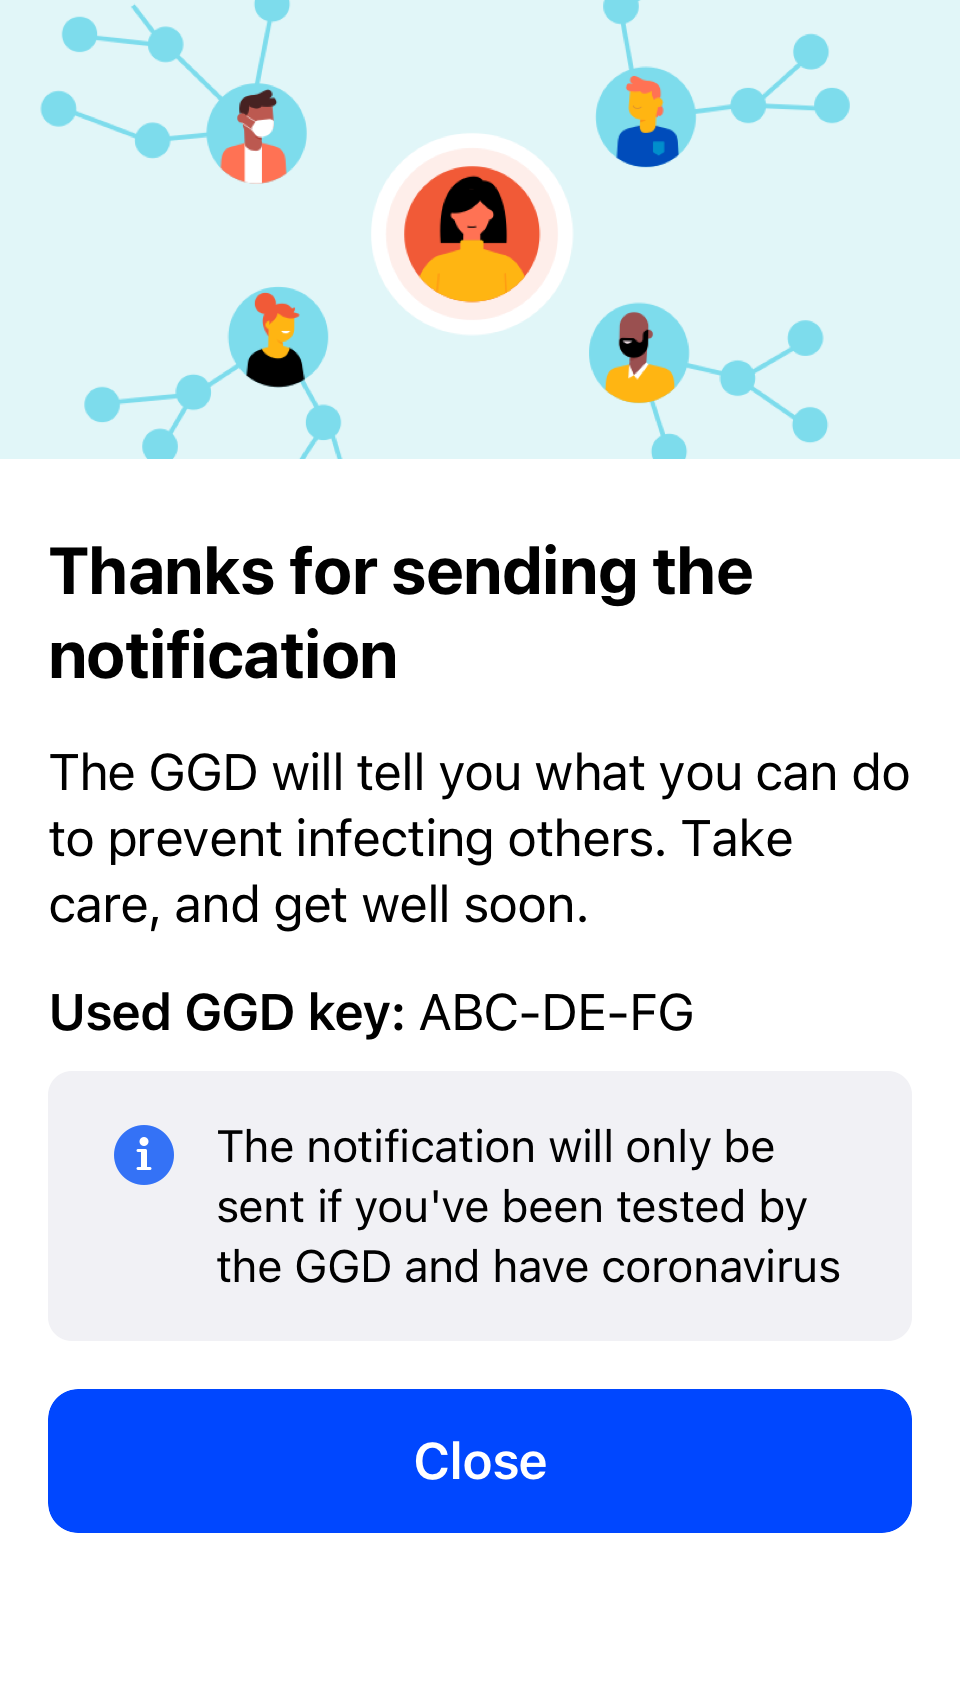 Thanks for sending the
notification
The GGD will tell you what you can do
to prevent infecting others. Take
care, and get well soon.
Used GGD key: ABC-DE-FG
The notification will only be
sent if you've been tested by
the GGD and have coronavirus
Close